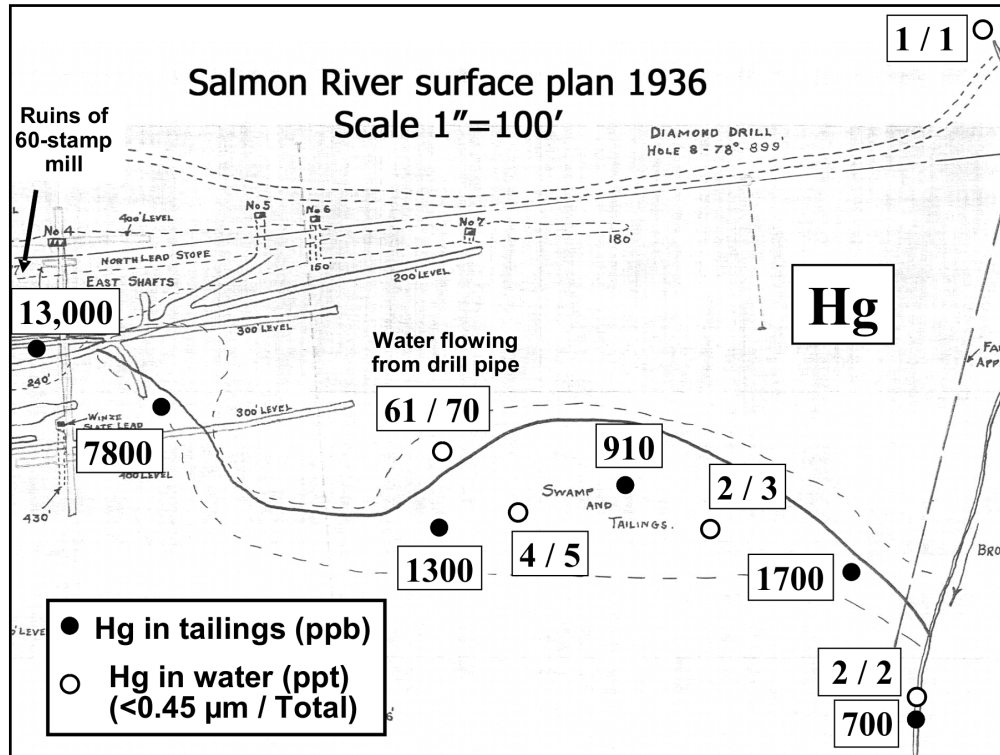 1 / 1
Salmon River surface plan 1936
Scale 1″=100′
Ruins of
60-stamp
mill
DIAMOND DRILL
HOLE 8-78°-899'
400' LEVEL
No 5
No 6
No 7
No 4
180'
NORTH LEAD STOPE
150'
200' LEVEL
EAST SHAFTS
Hg
13,000
300' LEVEL
Water flowing
from drill pipe
240'
61 / 70
300' LEVEL
WINZE
SLATE LEAD
7800
400 LEVEL
910
2 / 3
SWAMP
AND
TAILINGS.
430'
4 / 5
1300
1700
Hg in tailings (ppb)
Hg in water (ppt)
(<0.45 µm / Total)
2 / 2
700